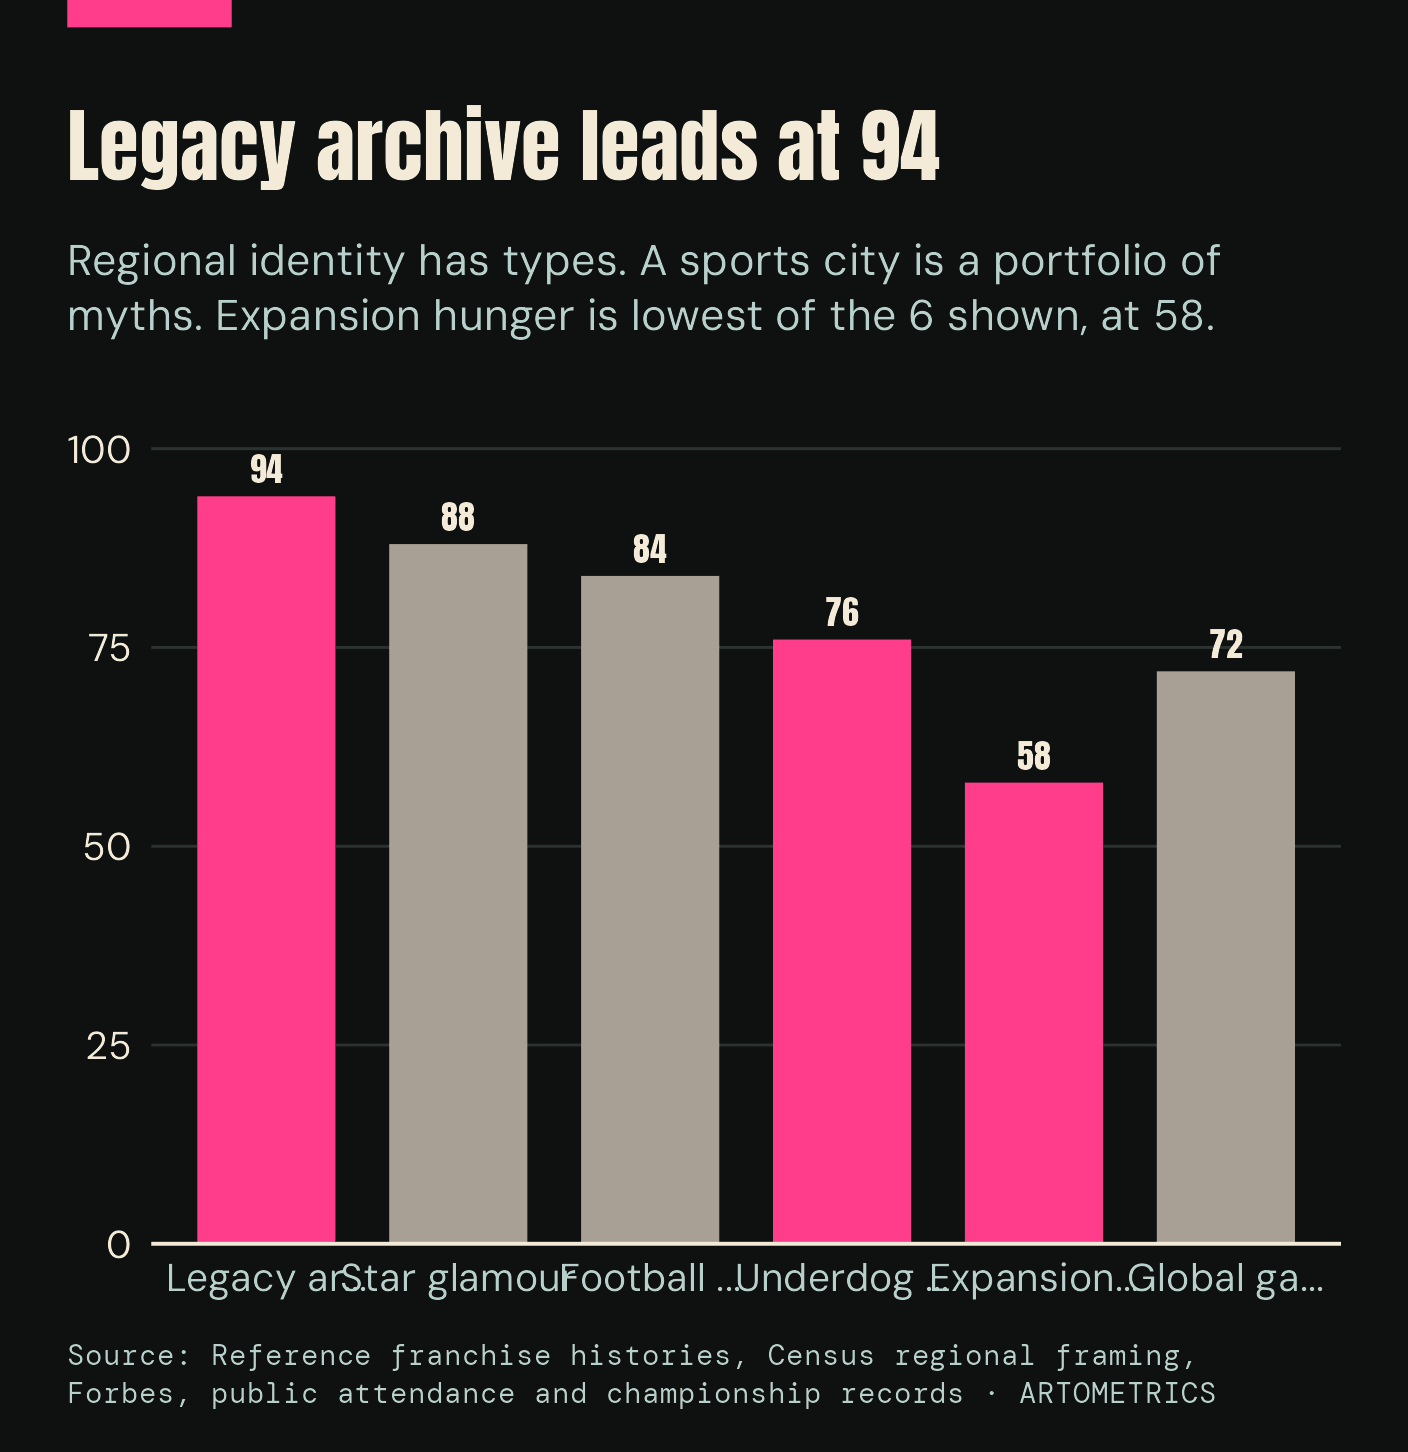 Legacy archive leads at 94
Regional identity has types. A sports city is a portfolio of
myths. Expansion hunger is lowest of the 6 shown, at 58.
100
75
50
25
0
94
88
84
76
58
72
Legacy ar...
Star glamour
Football ...
Underdog ...
Expansion...
Global ga...
Source: Reference franchise histories, Census regional framing,
Forbes, public attendance and championship records · ARTOMETRICS